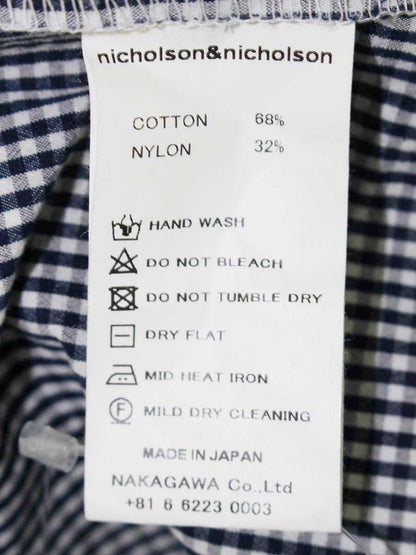 nicholson&nicholson
COTTON 68%
NYLON 32%
HAND WASH
DO NOT BLEACH
DO NOT TUMBLE DRY
DRY FLAT
MID HEAT IRON
F MILD DRY CLEANING
MADE IN JAPAN
NAKAGAWA Co.,Ltd
+81 6 6223 0003